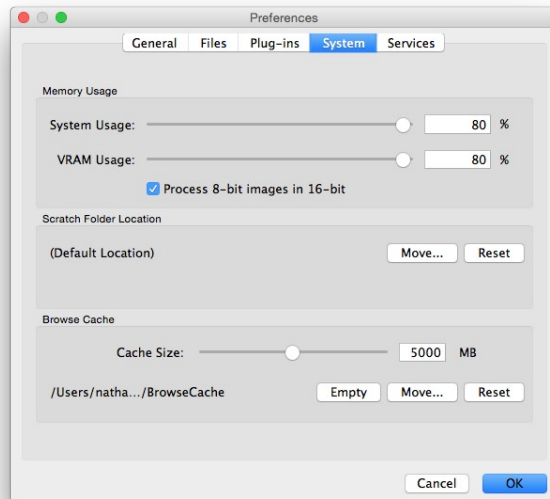 Preferences
General Files Plug-ins System Services
Memory Usage
System Usage: 80 %
VRAM Usage: 80 %
Process 8-bit images in 16-bit
Scratch Folder Location
(Default Location) Move... Reset
Browse Cache
Cache Size: 5000 MB
/Users/natha.../BrowseCache Empty Move... Reset
Cancel OK